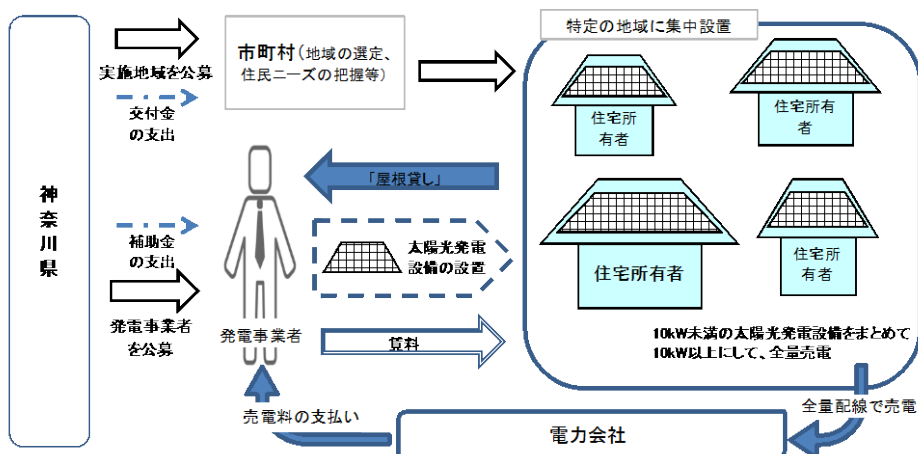 神奈川県
実施地域を公募
交付金
の支出
補助金
の支出
発電事業者
を公募
市町村（地域の選定、
住民ニーズの把握等）
特定の地域に集中設置
住宅所
有者
住宅所有
者
住宅所有者
住宅所
有者
「屋根貸し」
太陽光発電
設備の設置
発電事業者
賃料
10kW未満の太陽光発電設備をまとめて
10kW以上にして、全量売電
売電料の支払い
全量配線で売電
電力会社